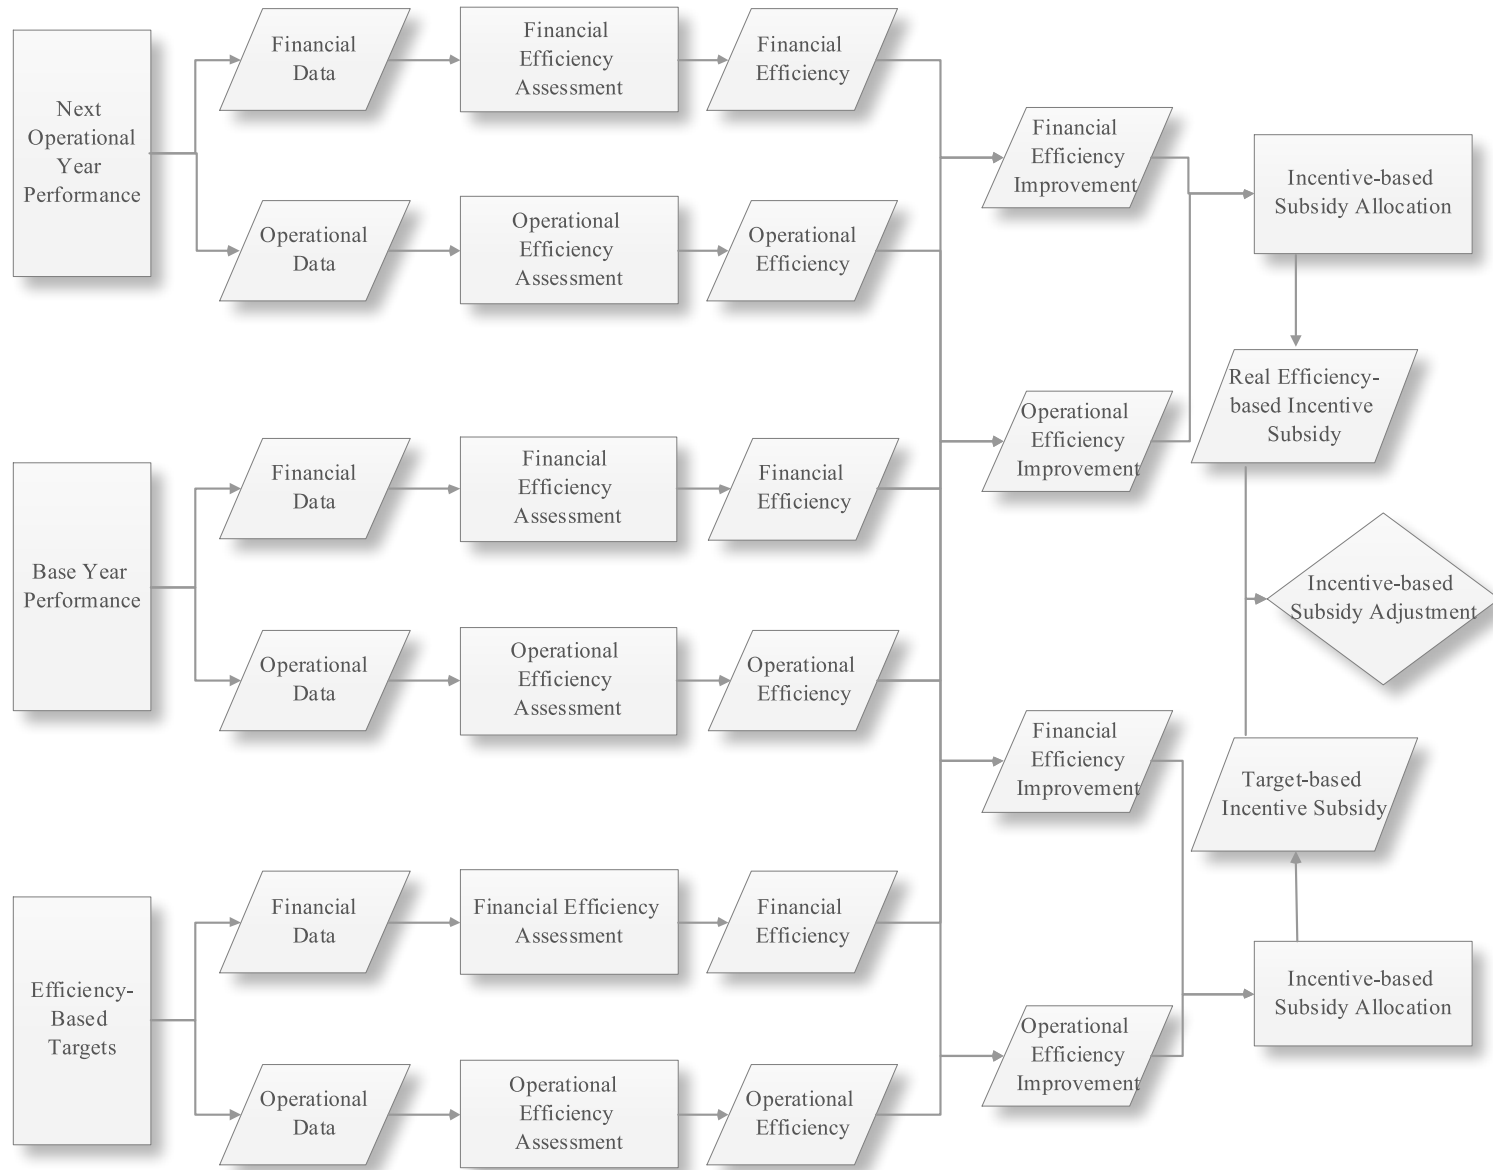 Next
Operational
Year
Performance
Financial
Data
Financial
Efficiency
Assessment
Financial
Efficiency
Operational
Data
Operational
Efficiency
Assessment
Operational
Efficiency
Base Year
Performance
Financial
Data
Financial
Efficiency
Assessment
Financial
Efficiency
Operational
Data
Operational
Efficiency
Assessment
Operational
Efficiency
Efficiency-
Based
Targets
Financial
Data
Financial Efficiency
Assessment
Financial
Efficiency
Operational
Data
Operational
Efficiency
Assessment
Operational
Efficiency
Financial
Efficiency
Improvement
Operational
Efficiency
Improvement
Financial
Efficiency
Improvement
Operational
Efficiency
Improvement
Incentive-based
Subsidy Allocation
Real Efficiency-
based Incentive
Subsidy
Incentive-based
Subsidy Adjustment
Target-based
Incentive Subsidy
Incentive-based
Subsidy Allocation